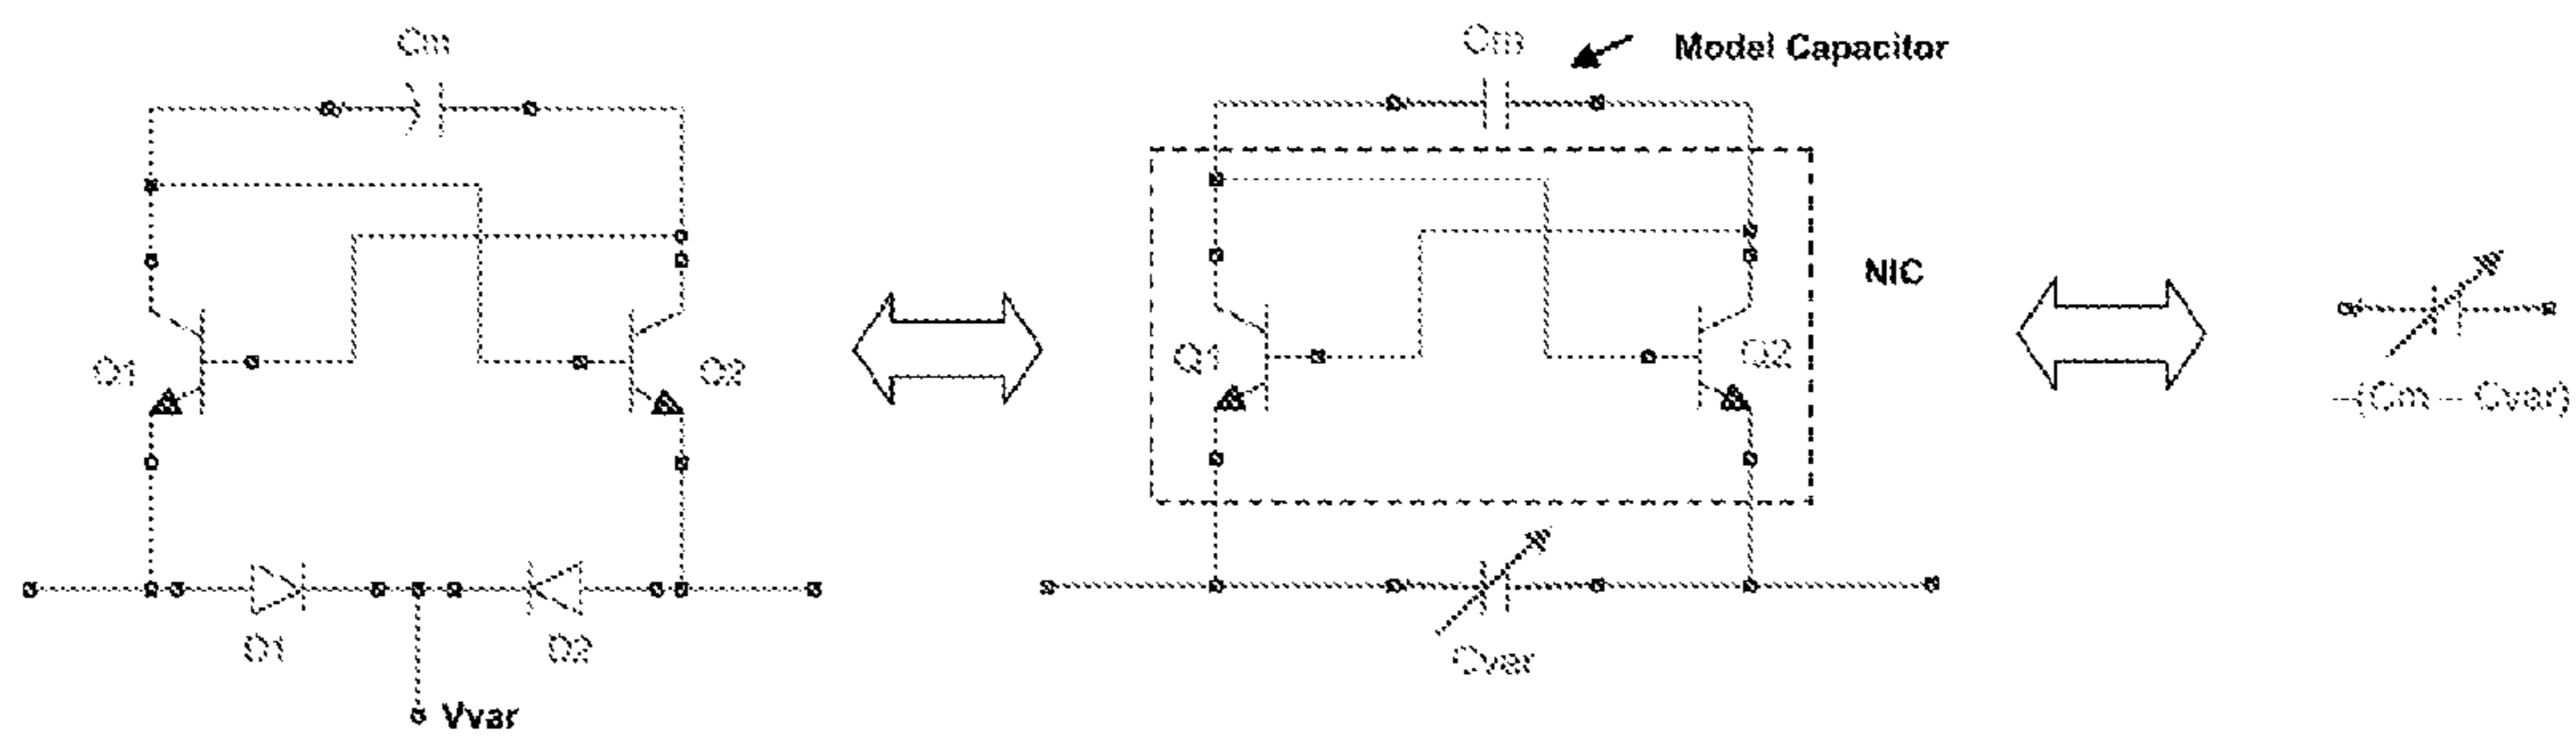 Cm
Q1
Q2
D1
D2
Vvar
Cm
Model Capacitor
Q1
Q2
NIC
Cvar
-(Cm - Cvar)